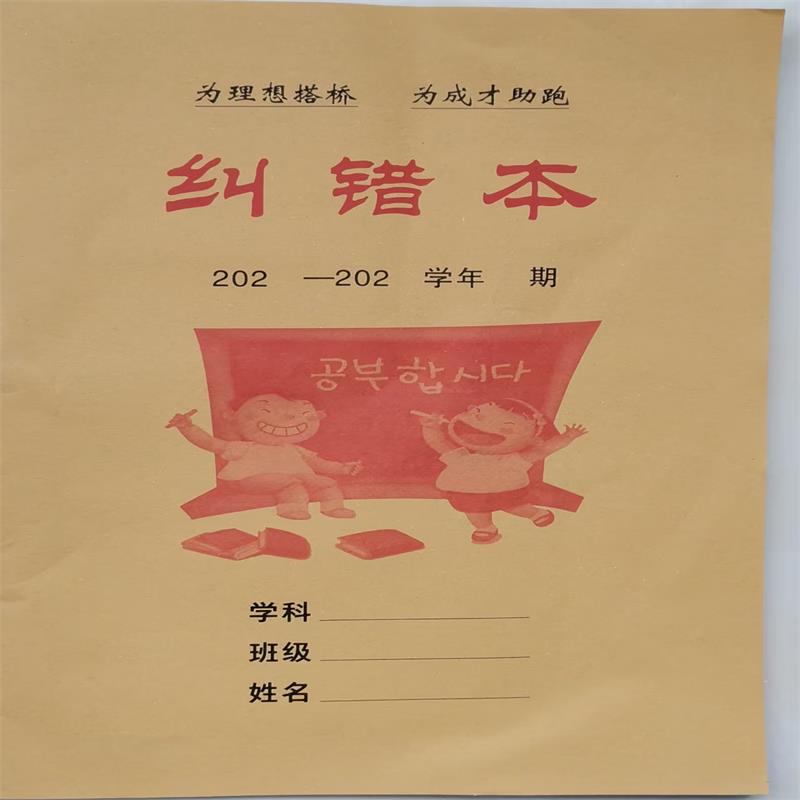 为理想搭桥 为成才助跑
纠错本
202 —202 学年 期
공부 합시다
学科
班级
姓名